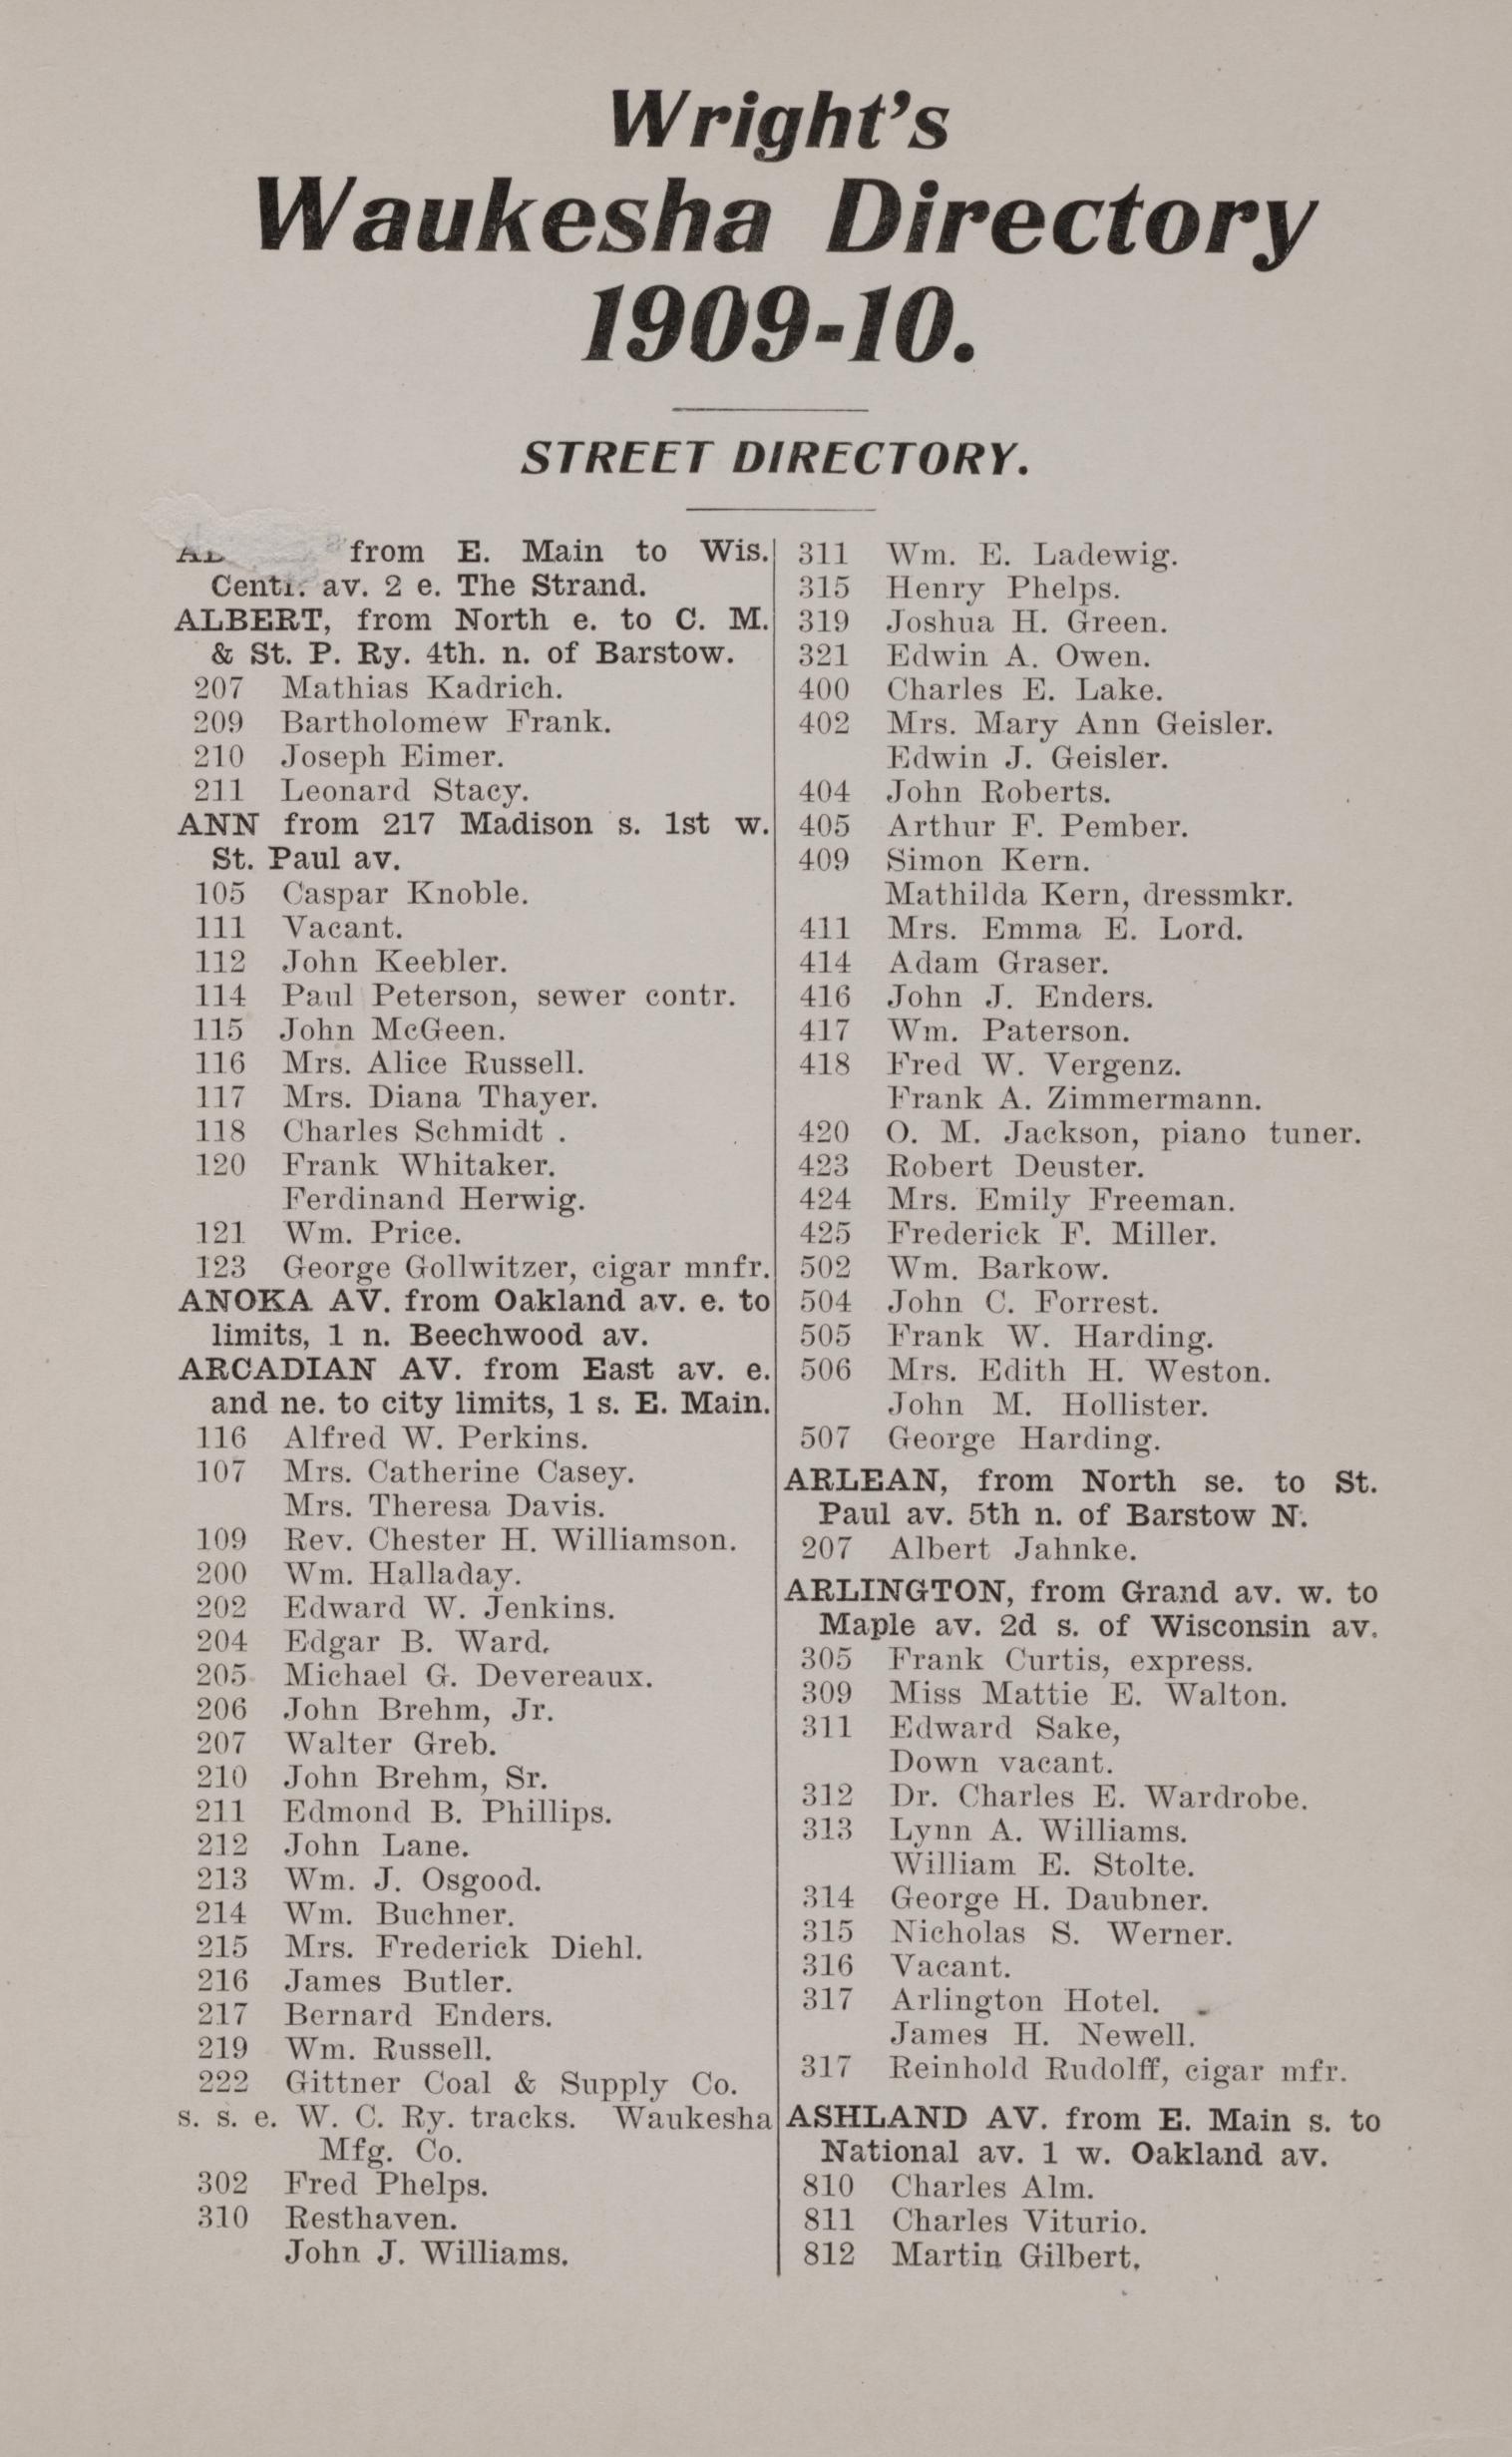 Wright's
Waukesha Directory
1909-10.
STREET DIRECTORY.
from E. Main to Wis.
Centr. av. 2 e. The Strand.
ALBERT, from North e. to C. M.
& St. P. Ry. 4th. n. of Barstow.
207 Mathias Kadrich.
209 Bartholomew Frank.
210 Joseph Eimer.
211 Leonard Stacy.
ANN from 217 Madison s. 1st w.
St. Paul av.
105 Caspar Knoble.
111 Vacant.
112 John Keebler.
114 Paul Peterson, sewer contr.
115 John McGeen.
116 Mrs. Alice Russell.
117 Mrs. Diana Thayer.
118 Charles Schmidt .
120 Frank Whitaker.
Ferdinand Herwig.
121 Wm. Price.
123 George Gollwitzer, cigar mnfr.
ANOKA AV. from Oakland av. e. to
limits, 1 n. Beechwood av.
ARCADIAN AV. from East av. e.
and ne. to city limits, 1 s. E. Main.
116 Alfred W. Perkins.
107 Mrs. Catherine Casey.
Mrs. Theresa Davis.
109 Rev. Chester H. Williamson.
200 Wm. Halladay.
202 Edward W. Jenkins.
204 Edgar B. Ward.
205 Michael G. Devereaux.
206 John Brehm, Jr.
207 Walter Greb.
210 John Brehm, Sr.
211 Edmond B. Phillips.
212 John Lane.
213 Wm. J. Osgood.
214 Wm. Buchner.
215 Mrs. Frederick Diehl.
216 James Butler.
217 Bernard Enders.
219 Wm. Russell.
222 Gittner Coal & Supply Co.
s. s. e. W. C. Ry. tracks. Waukesha
Mfg. Co.
302 Fred Phelps.
310 Resthaven.
John J. Williams.
311 Wm. E. Ladewig.
315 Henry Phelps.
319 Joshua H. Green.
321 Edwin A. Owen.
400 Charles E. Lake.
402 Mrs. Mary Ann Geisler.
Edwin J. Geisler.
404 John Roberts.
405 Arthur F. Pember.
409 Simon Kern.
Mathilda Kern, dressmkr.
411 Mrs. Emma E. Lord.
414 Adam Graser.
416 John J. Enders.
417 Wm. Paterson.
418 Fred W. Vergenz.
Frank A. Zimmermann.
420 O. M. Jackson, piano tuner.
423 Robert Deuster.
424 Mrs. Emily Freeman.
425 Frederick F. Miller.
502 Wm. Barkow.
504 John C. Forrest.
505 Frank W. Harding.
506 Mrs. Edith H. Weston.
John M. Hollister.
507 George Harding.
ARLEAN, from North se. to St.
Paul av. 5th n. of Barstow N.
207 Albert Jahnke.
ARLINGTON, from Grand av. w. to
Maple av. 2d s. of Wisconsin av.
305 Frank Curtis, express.
309 Miss Mattie E. Walton.
311 Edward Sake,
Down vacant.
312 Dr. Charles E. Wardrobe.
313 Lynn A. Williams.
William E. Stolte.
314 George H. Daubner.
315 Nicholas S. Werner.
316 Vacant.
317 Arlington Hotel.
James H. Newell.
317 Reinhold Rudolff, cigar mfr.
ASHLAND AV. from E. Main s. to
National av. 1 w. Oakland av.
810 Charles Alm.
811 Charles Viturio.
812 Martin Gilbert.